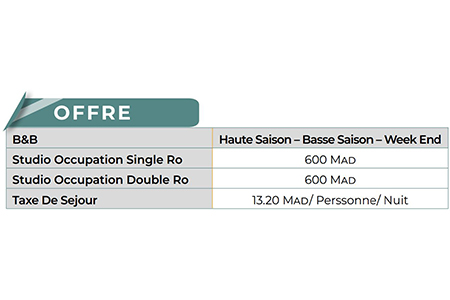 OFFRE
B&B Haute Saison – Basse Saison – Week End
Studio Occupation Single Ro 600 MAD
Studio Occupation Double Ro 600 MAD
Taxe De Sejour 13.20 MAD/ Perssonne/ Nuit